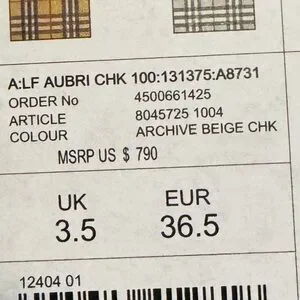 A:LF AUBRI CHK 100:131375:A8731
ORDER No 4500661425
ARTICLE 8045725 1004
COLOUR ARCHIVE BEIGE CHK
MSRP US $ 790
UK EUR
3.5 36.5
12404 01